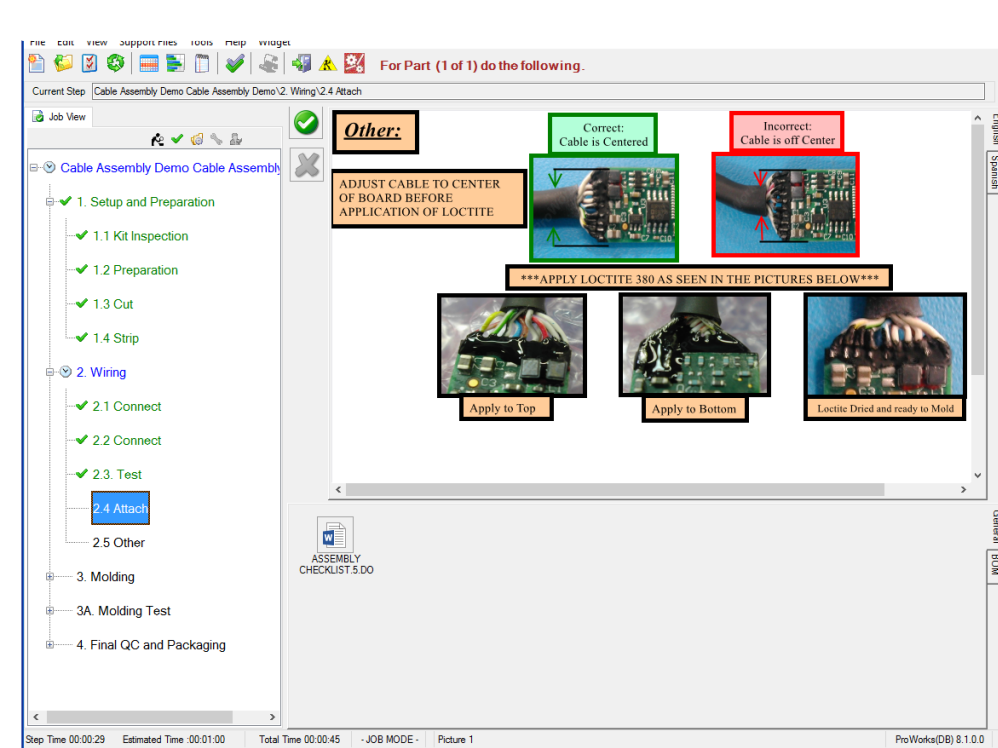 File Edit View Support Files Tools Help Widget
For Part (1 of 1) do the following.
Current Step Cable Assembly Demo Cable Assembly Demo\2. Wiring\2.4 Attach
Job View
Cable Assembly Demo Cable Assembly
1. Setup and Preparation
1.1 Kit Inspection
1.2 Preparation
1.3 Cut
1.4 Strip
2. Wiring
2.1 Connect
2.2 Connect
2.3. Test
2.4 Attach
2.5 Other
3. Molding
3A. Molding Test
4. Final QC and Packaging
Other:
Correct:
Cable is Centered
Incorrect:
Cable is off Center
ADJUST CABLE TO CENTER
OF BOARD BEFORE
APPLICATION OF LOCTITE
***APPLY LOCTITE 380 AS SEEN IN THE PICTURES BELOW***
Apply to Top
Apply to Bottom
Loctite Dried and ready to Mold
English
Spanish
ASSEMBLY
CHECKLIST.5.DO
General
BOM
Step Time 00:00:29 Estimated Time :00:01:00 Total Time 00:00:45 - JOB MODE - Picture 1 ProWorks(DB) 8.1.0.0